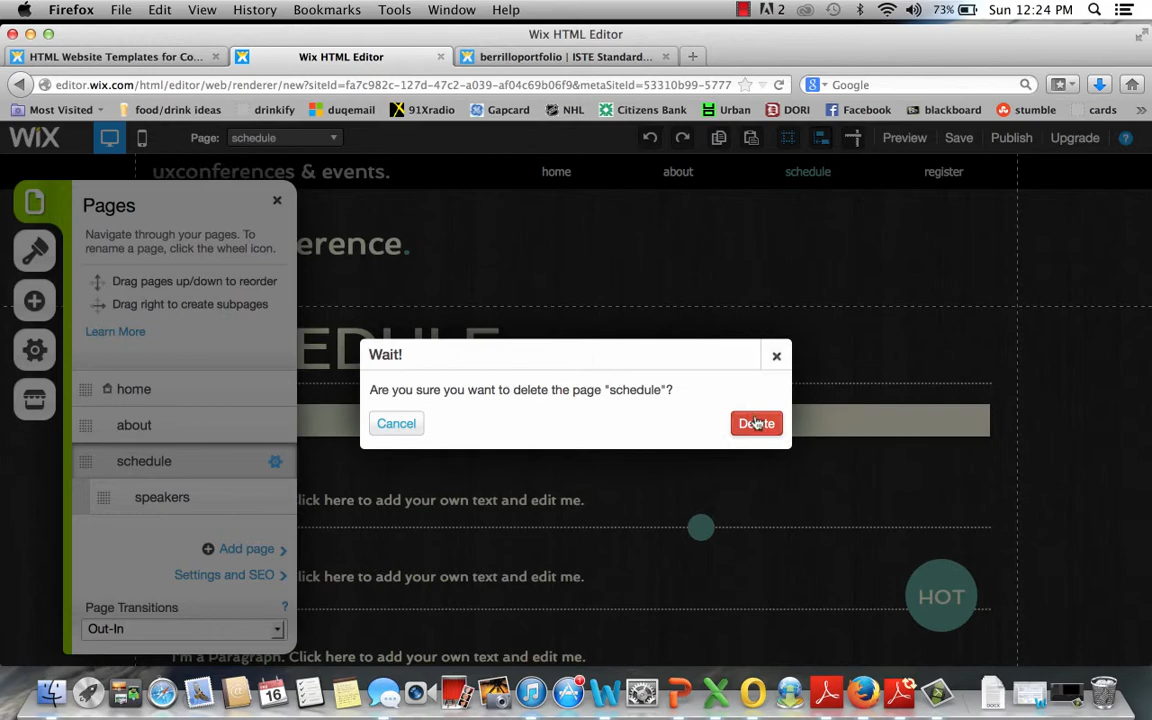 Firefox File Edit View History Bookmarks Tools Window Help 2 73% Sun 12:24 PM
Wix HTML Editor
HTML Website Templates for Co... × Wix HTML Editor × berrilloportfolio | ISTE Standard... × +
editor.wix.com/html/editor/web/renderer/new?siteId=fa7c982c-127d-47c2-a039-af04c69b06f9&metaSiteId=53310b99-5777 Google
Most Visited food/drink ideas drinkify duqemail 91Xradio Gapcard NHL Citizens Bank Urban DORI Facebook blackboard stumble cards »
WIX Page: schedule Preview Save Publish Upgrade ?
uxconferences & events. home about schedule register
Pages ×
Navigate through your pages. To
rename a page, click the wheel icon.
erence.
Drag pages up/down to reorder
Drag right to create subpages
Learn More
EDULE
Wait! ×
Are you sure you want to delete the page "schedule"?
Cancel Delete
home
about
schedule
speakers
lick here to add your own text and edit me.
Add page
Settings and SEO
lick here to add your own text and edit me.
HOT
Page Transitions ?
Out-In
I'm a Paragraph. Click here to add your own text and edit me.
16
DOCX